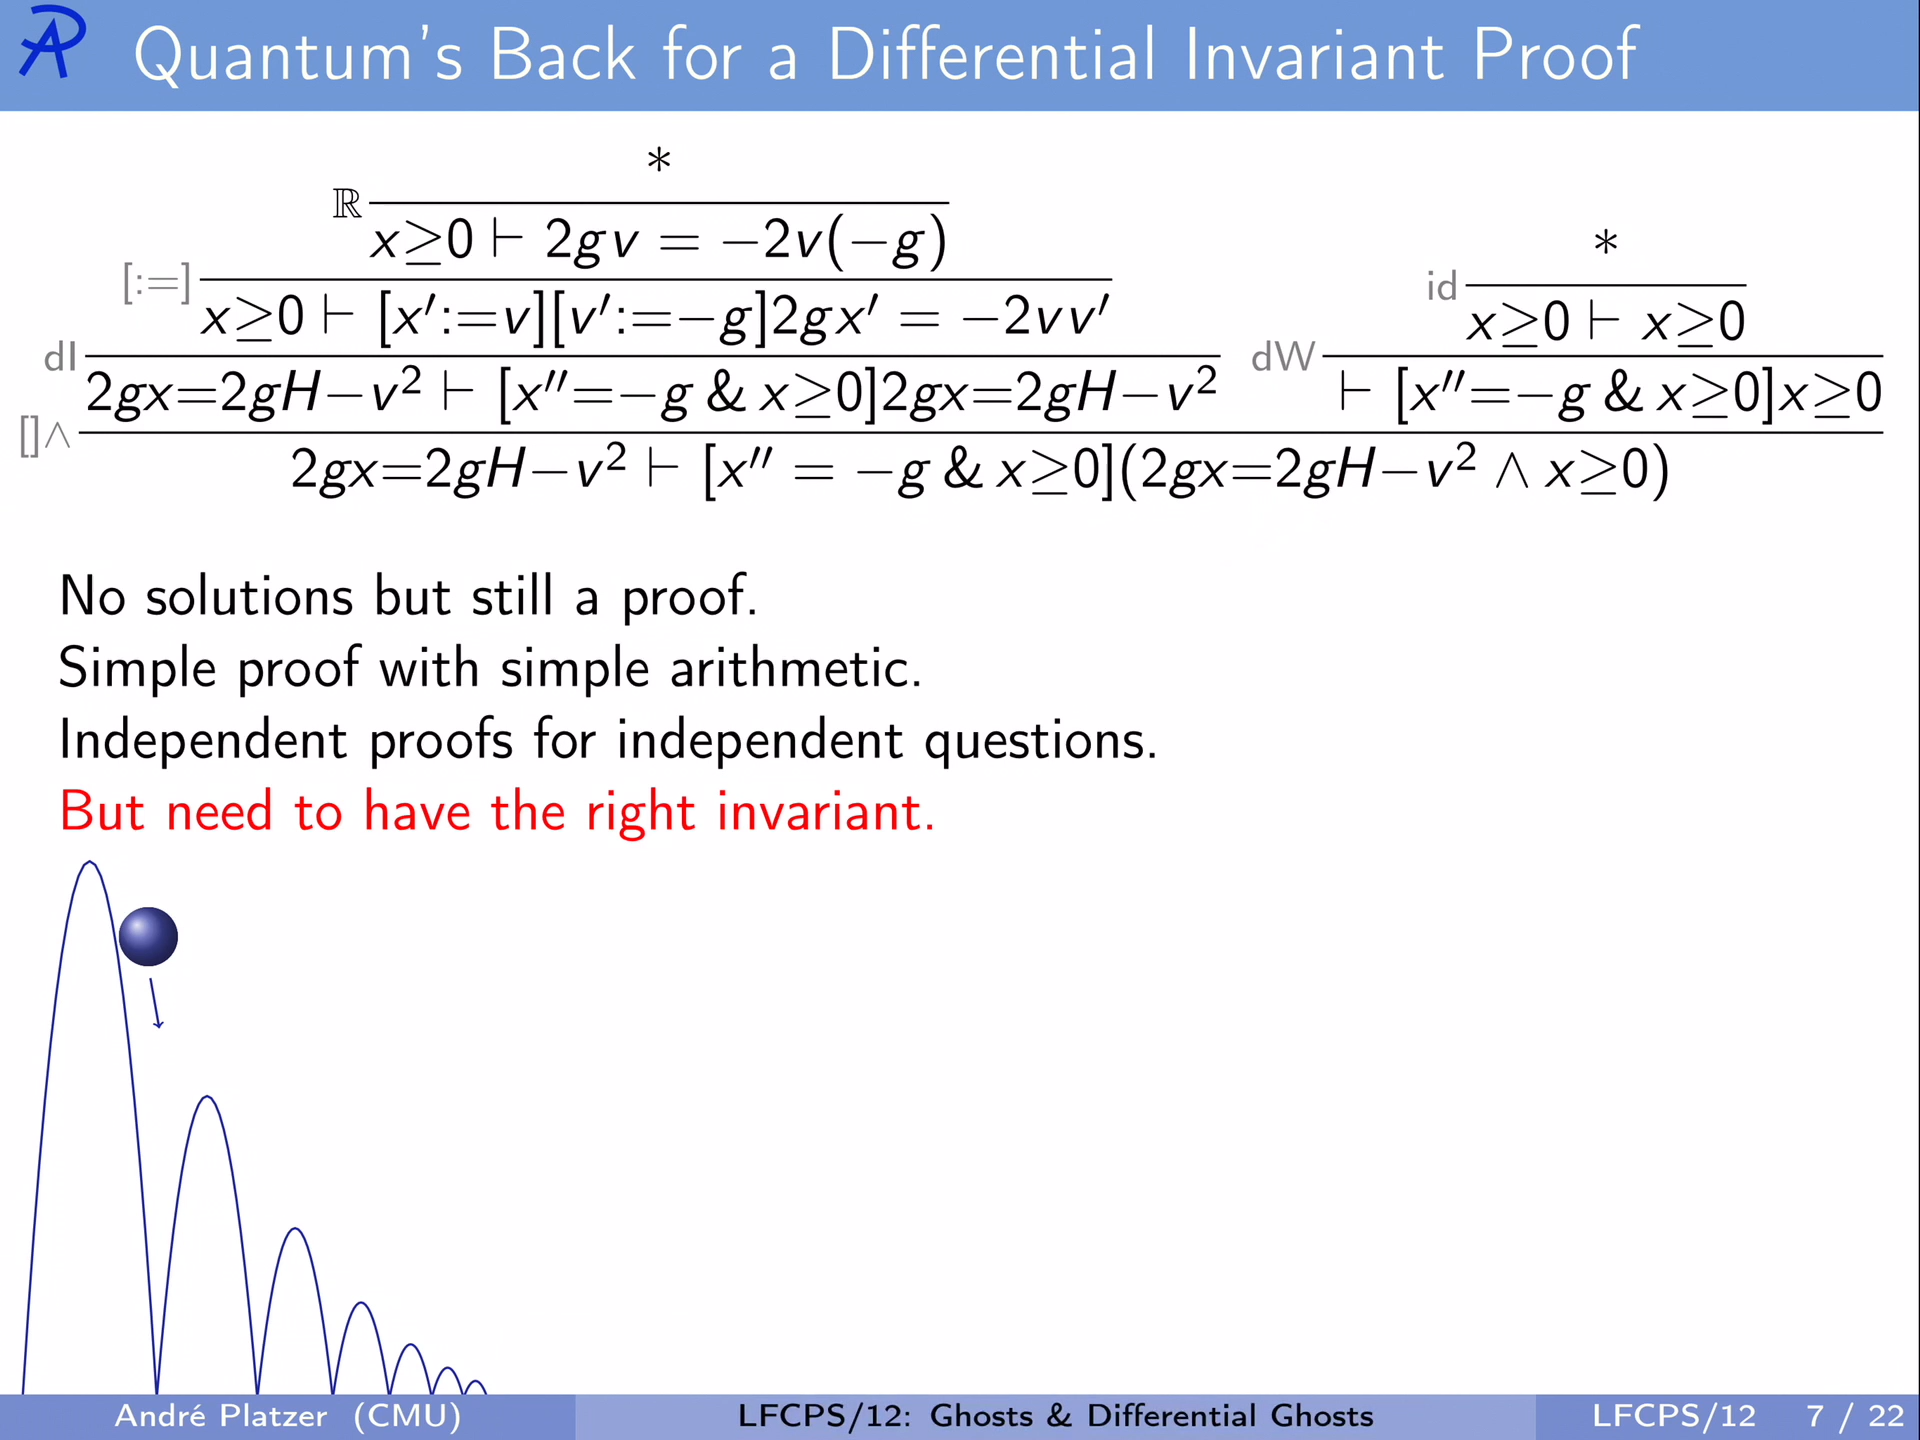 Quantum's Back for a Differential Invariant Proof
*
ℝ
x≥0 ⊢ 2gv = −2v(−g)
*
[:=]
id
x≥0 ⊢ [x′:=v][v′:=−g]2gx′ = −2vv′
x≥0 ⊢ x≥0
dI
dW
2gx=2gH−v² ⊢ [x″=−g & x≥0]2gx=2gH−v²
⊢ [x″=−g & x≥0]x≥0
[]∧
2gx=2gH−v² ⊢ [x″ = −g & x≥0](2gx=2gH−v² ∧ x≥0)
No solutions but still a proof.
Simple proof with simple arithmetic.
Independent proofs for independent questions.
But need to have the right invariant.
André Platzer (CMU)
LFCPS/12: Ghosts & Differential Ghosts
LFCPS/12
7 / 22